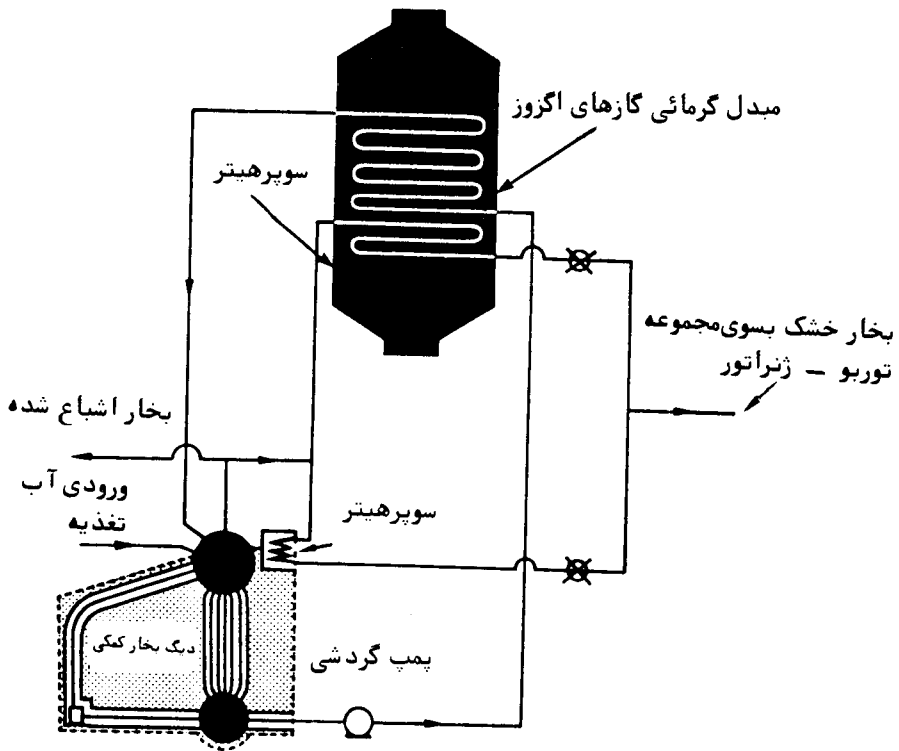 مبدل گرمائی گازهای اگزوز
سوپرهیتر
بخار خشک بسوی مجموعه
توربو – ژنراتور
بخار اشباع شده
ورودی آب
تغذیه
سوپرهیتر
دیگ بخار کمکی
پمپ گردشی